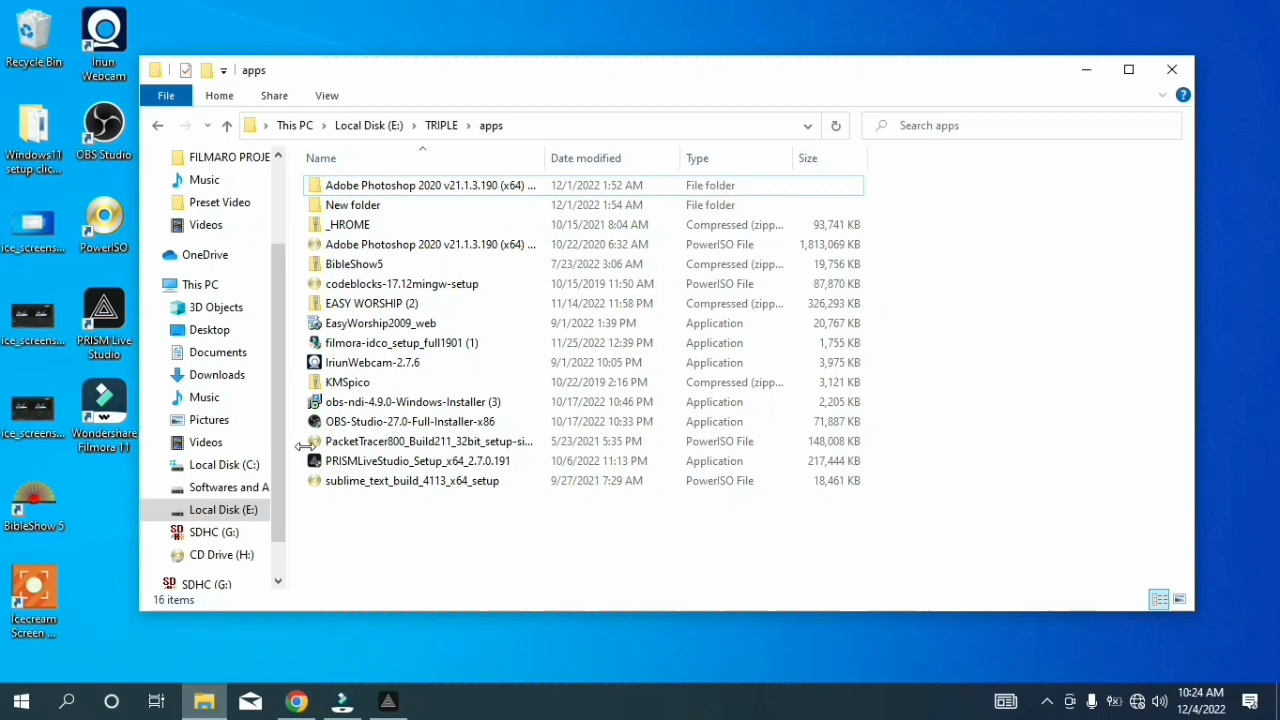 Recycle Bin
Iriun
Webcam
Windows11
setup clic...
OBS Studio
ice_screens...
PowerISO
ice_screens...
PRISM Live
Studio
ice_screens...
Wondershare
Filmora 11
BibleShow 5
Icecream
Screen ...
apps
File Home Share View
This PC > Local Disk (E:) > TRIPLE > apps
Search apps
FILMARO PROJE
Music
Preset Video
Videos
OneDrive
This PC
3D Objects
Desktop
Documents
Downloads
Music
Pictures
Videos
Local Disk (C:)
Softwares and A
Local Disk (E:)
SDHC (G:)
CD Drive (H:)
SDHC (G:)
Name Date modified Type Size
Adobe Photoshop 2020 v21.1.3.190 (x64) ... 12/1/2022 1:52 AM File folder
New folder 12/1/2022 1:54 AM File folder
_HROME 10/15/2021 8:04 AM Compressed (zipp... 93,741 KB
Adobe Photoshop 2020 v21.1.3.190 (x64) ... 10/22/2020 6:32 AM PowerISO File 1,813,069 KB
BibleShow5 7/23/2022 3:06 AM Compressed (zipp... 19,756 KB
codeblocks-17.12mingw-setup 10/15/2019 11:50 AM PowerISO File 87,870 KB
EASY WORSHIP (2) 11/14/2022 11:58 PM Compressed (zipp... 326,293 KB
EasyWorship2009_web 9/1/2022 1:39 PM Application 20,767 KB
filmora-idco_setup_full1901 (1) 11/25/2022 12:39 PM Application 1,755 KB
IriunWebcam-2.7.6 9/1/2022 10:05 PM Application 3,975 KB
KMSpico 10/22/2019 2:16 PM Compressed (zipp... 3,121 KB
obs-ndi-4.9.0-Windows-Installer (3) 10/17/2022 10:46 PM Application 2,205 KB
OBS-Studio-27.0-Full-Installer-x86 10/17/2022 10:33 PM Application 71,887 KB
PacketTracer800_Build211_32bit_setup-si... 5/23/2021 5:35 PM PowerISO File 148,008 KB
PRISMLiveStudio_Setup_x64_2.7.0.191 10/6/2022 11:13 PM Application 217,444 KB
sublime_text_build_4113_x64_setup 9/27/2021 7:29 AM PowerISO File 18,461 KB
16 items
10:24 AM
12/4/2022